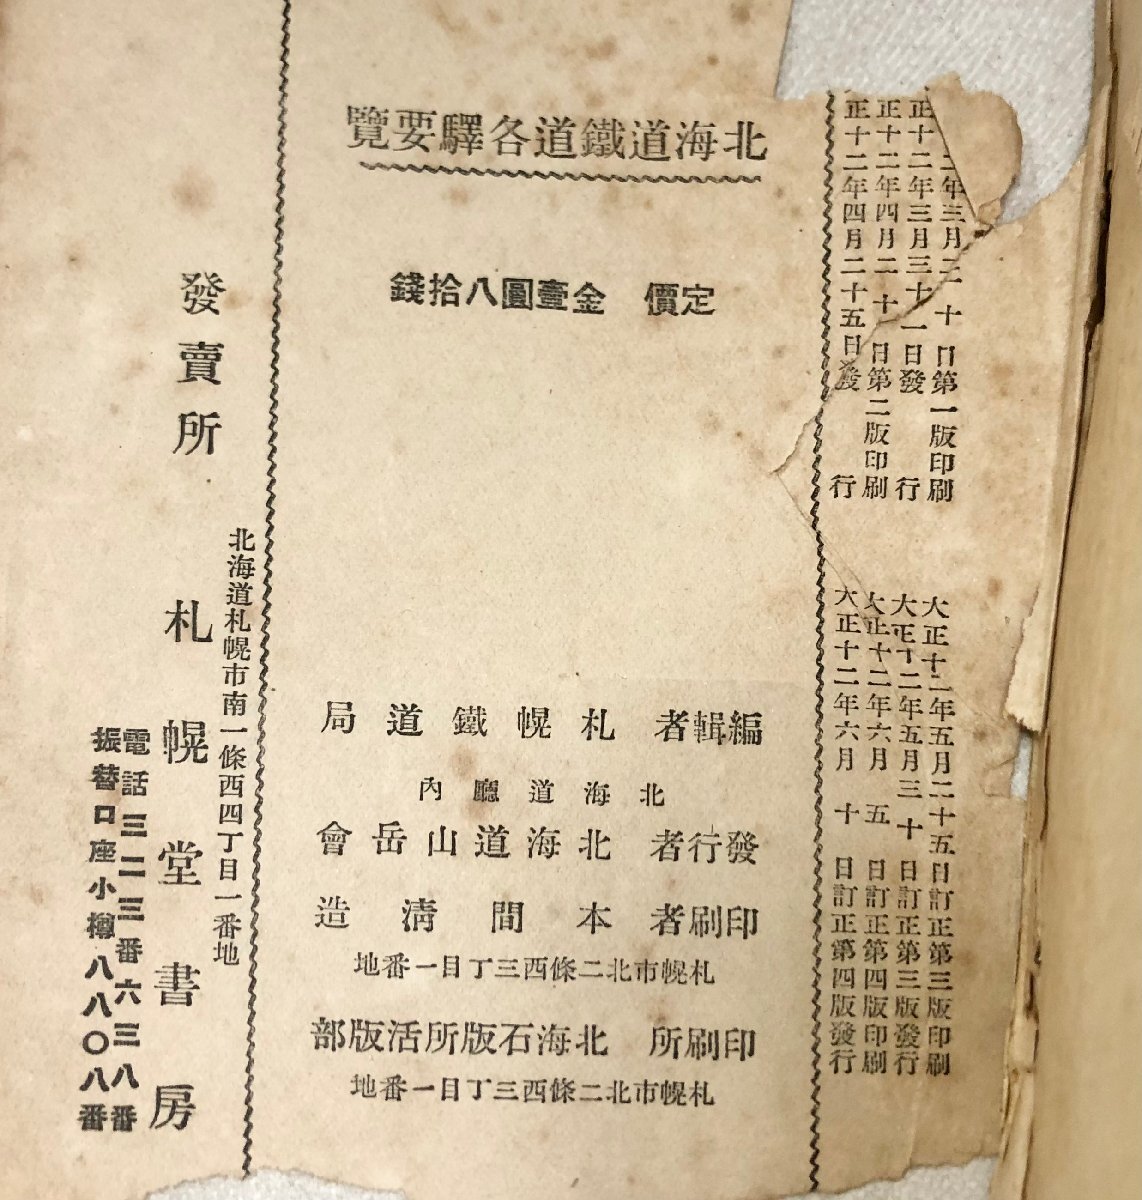 二年三月二十日第一版印刷
正十二年三月三十一日發行
正十二年四月二十日第二版印刷
正十二年四月二十五日發行
大正十二年五月二十五日訂正第三版印刷
大正十二年五月三十日訂正第三版發行
大正十二年六月五日訂正第四版印刷
大正十二年六月十日訂正第四版發行
北海道鐵道各驛要覽
定價 金壹圓八拾錢
編輯者 札幌鐵道局
北海道廳內
發行者 北海道山岳會
印刷者 本間淸造
札幌市北二條西三丁目一番地
印刷所 北海石版所活版部
札幌市北二條西三丁目一番地
發賣所
北海道札幌市南一條西四丁目一番地
札幌堂書房
電話三二三番六三八番
振替口座小樽八八〇八番